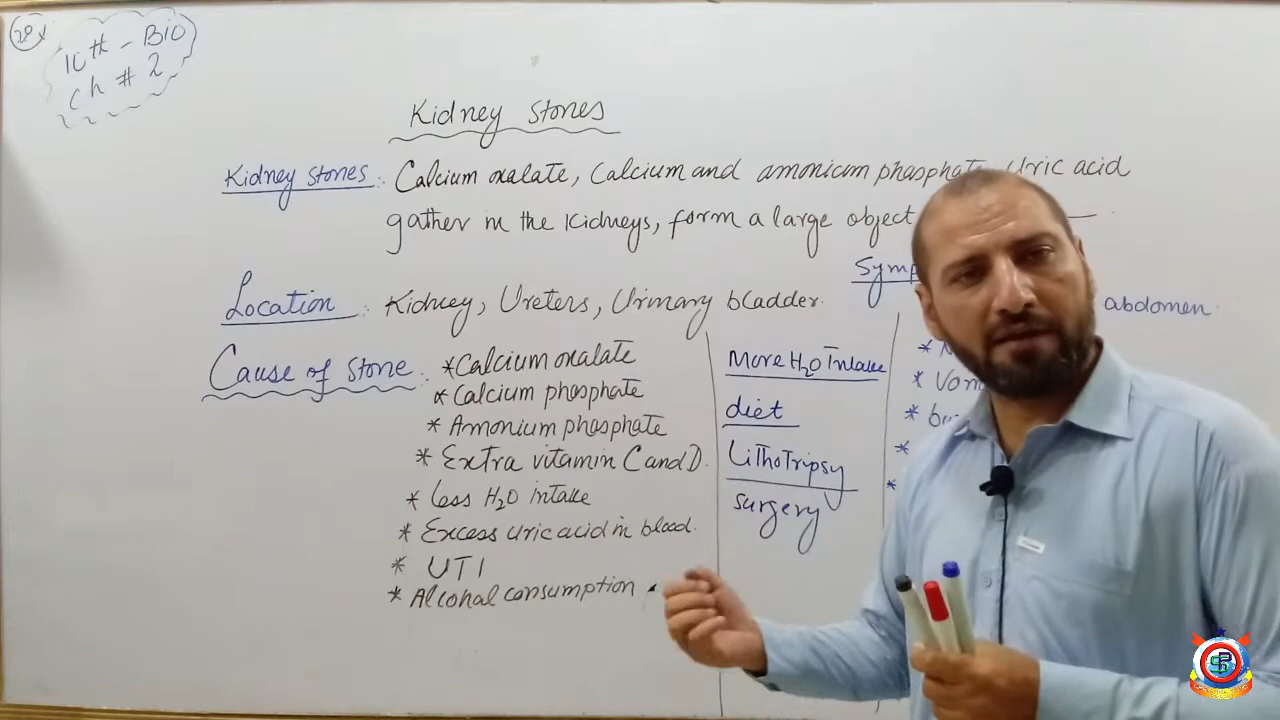 20
10th - Bio
Ch # 2
Kidney Stones
Kidney Stones: Calcium oxalate, Calcium and amonicum phosphate, Uric acid
gather in the Kidneys, form a large object
Location: Kidney, Ureters, Urinary bladder.
Cause of Stone:
* Calcium oxalate
* Calcium phosphate
* Amonium phosphate
* Extra vitamin C and D.
* less H2O intake
* Excess Uric acid in blood.
* UTI
* Alcohal consumption
More H2O Intake
diet
LithoTripsy
surgery
abdomen.